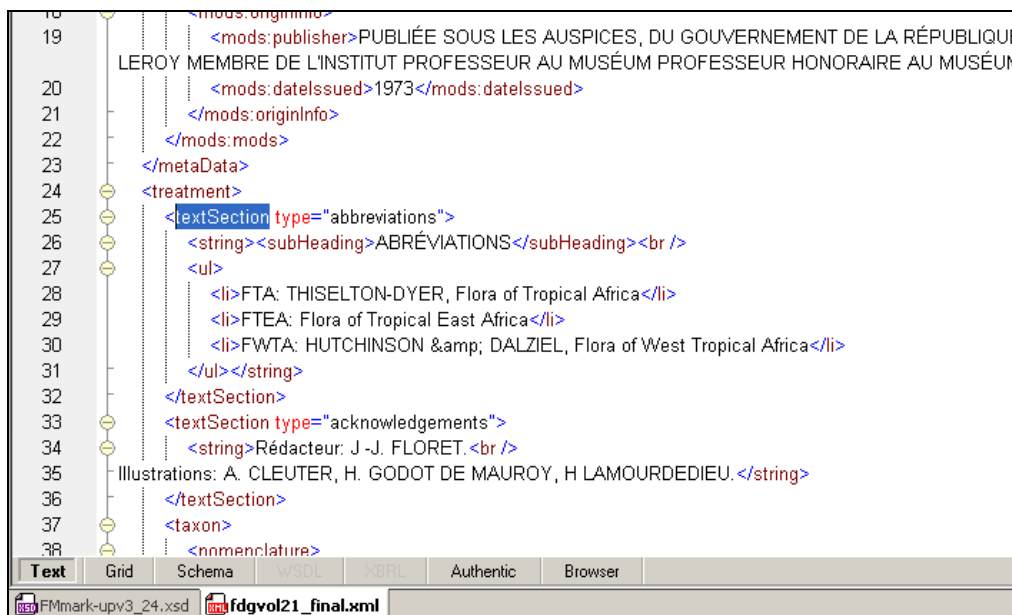 18 <mods:originInfo>
19 <mods:publisher>PUBLIÉE SOUS LES AUSPICES, DU GOUVERNEMENT DE LA RÉPUBLIQUE
LEROY MEMBRE DE L'INSTITUT PROFESSEUR AU MUSÉUM PROFESSEUR HONORAIRE AU MUSÉUM
20 <mods:dateIssued>1973</mods:dateIssued>
21 </mods:originInfo>
22 </mods:mods>
23 </metaData>
24 <treatment>
25 <textSection type="abbreviations">
26 <string><subHeading>ABRÉVIATIONS</subHeading><br />
27 <ul>
28 <li>FTA: THISELTON-DYER, Flora of Tropical Africa</li>
29 <li>FTEA: Flora of Tropical East Africa</li>
30 <li>FWTA: HUTCHINSON &amp; DALZIEL, Flora of West Tropical Africa</li>
31 </ul></string>
32 </textSection>
33 <textSection type="acknowledgements">
34 <string>Rédacteur: J -J. FLORET.<br />
35 Illustrations: A. CLEUTER, H. GODOT DE MAUROY, H LAMOURDEDIEU.</string>
36 </textSection>
37 <taxon>
38 <nomenclature>
Text Grid Schema WSDL XBRL Authentic Browser
FMmark-upv3_24.xsd fdgvol21_final.xml